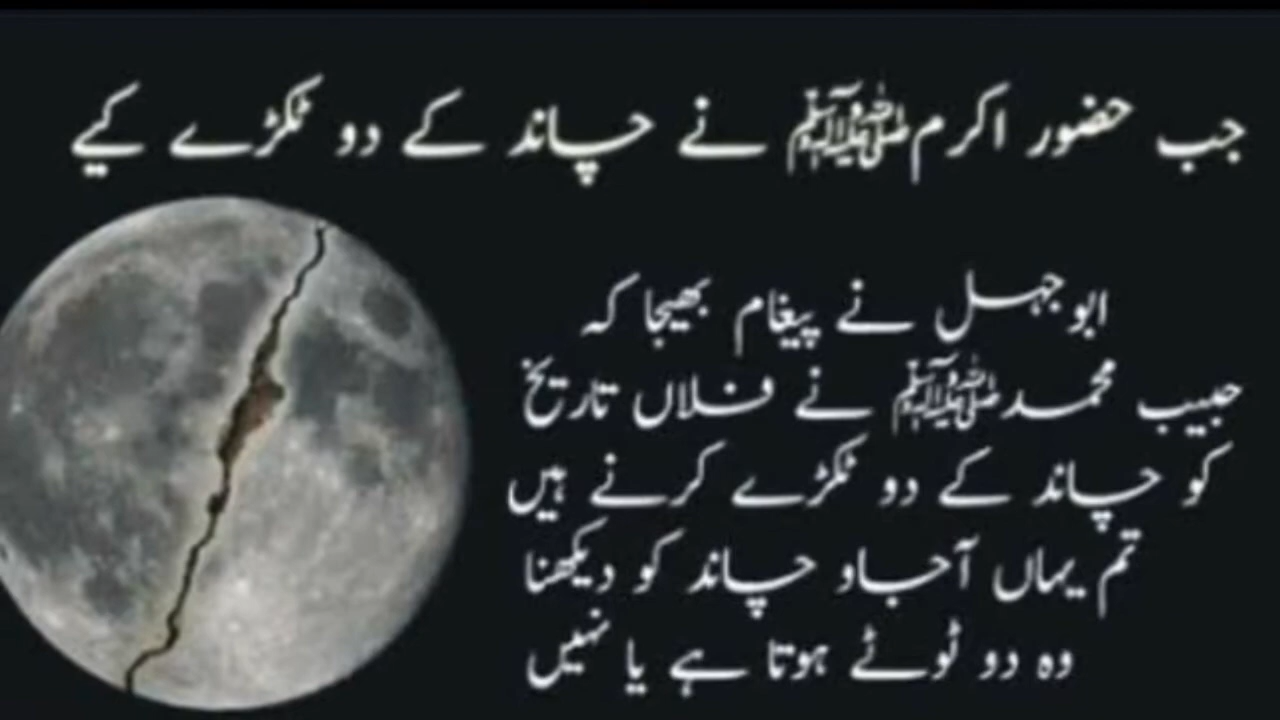 جب حضور اکرم ﷺ نے چاند کے دو ٹکڑے کیے
ابو جہل نے پیغام بھیجا کہ
حبیب محمد ﷺ نے فلاں تاریخ
کو چاند کے دو ٹکڑے کرنے ہیں
تم یہاں آجاو چاند کو دیکھنا
وہ دو ٹوٹے ہوتا ہے یا نہیں